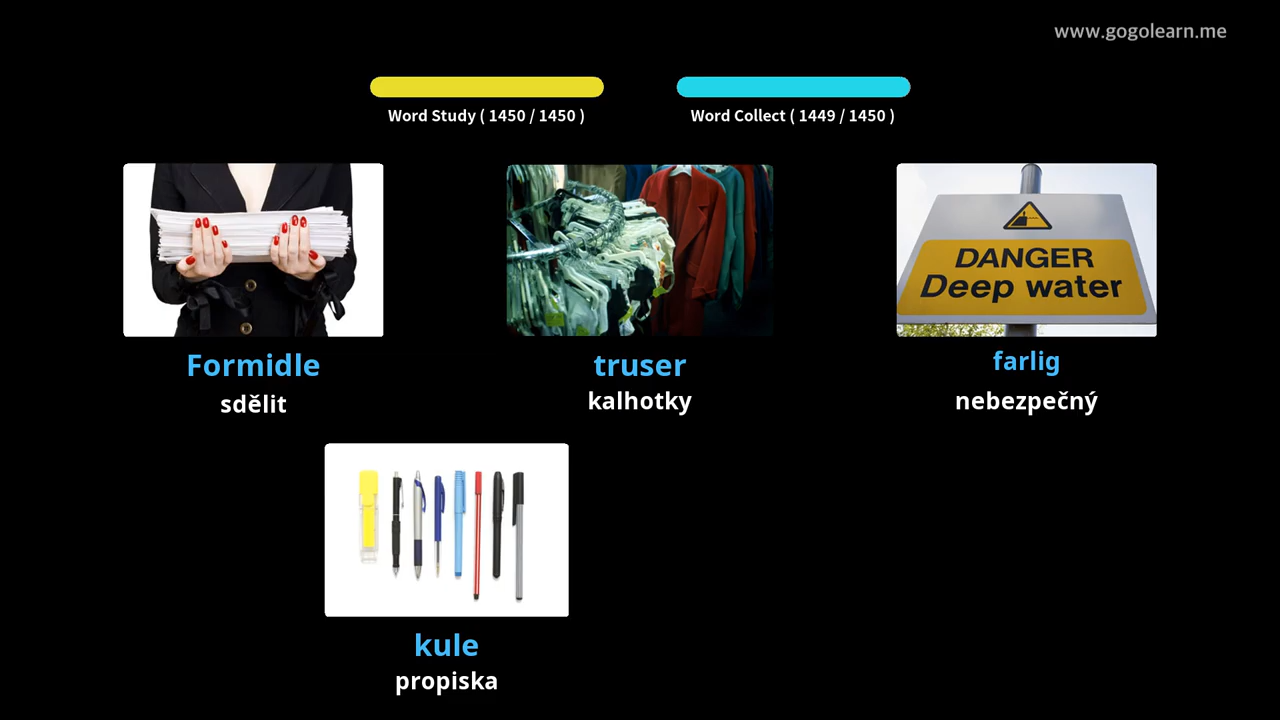 www.gogolearn.me
Word Study ( 1450 / 1450 )
Word Collect ( 1449 / 1450 )
DANGER
Deep water
Formidle
sdělit
truser
kalhotky
farlig
nebezpečný
kule
propiska